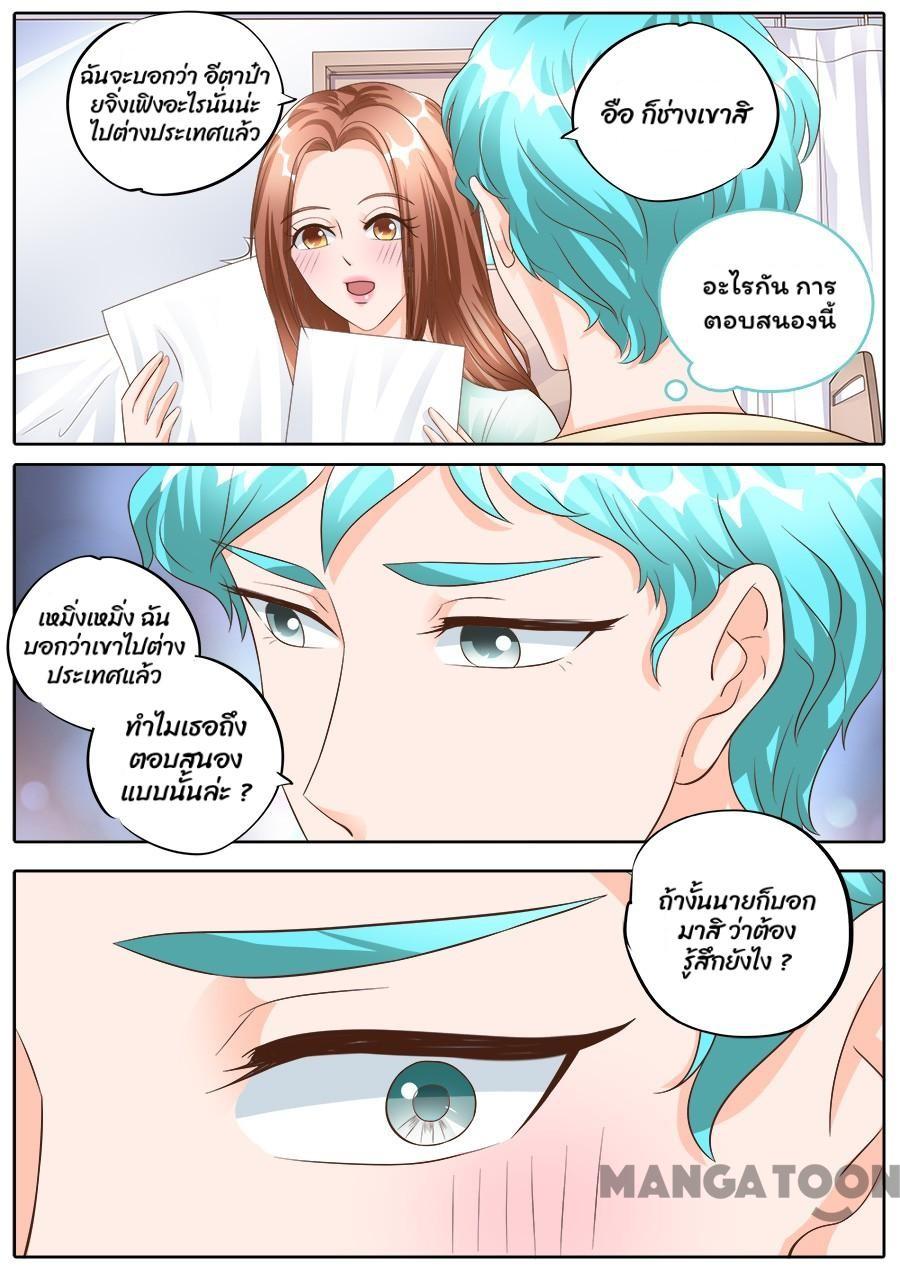 ฉันจะบอกว่า อีตาป๋า
ยจิ่งเฟิงอะไรนั่นน่ะ
ไปต่างประเทศแล้ว
อือ ก็ช่างเขาสิ
อะไรกัน การ
ตอบสนองนี้
เหมิ่งเหมิ่ง ฉัน
บอกว่าเขาไปต่าง
ประเทศแล้ว
ทำไมเธอถึง
ตอบสนอง
แบบนั้นล่ะ ?
ถ้างั้นนายก็บอก
มาสิ ว่าต้อง
รู้สึกยังไง ?
MANGATOON